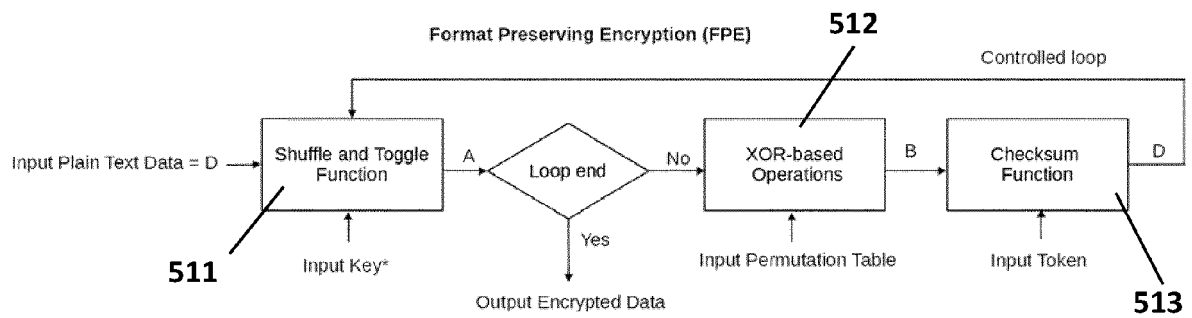 Format Preserving Encryption (FPE)
512
Controlled loop
Input Plain Text Data = D
Shuffle and Toggle
Function
A
Loop end
No
XOR-based
Operations
B
Checksum
Function
D
511
Input Key*
Yes
Input Permutation Table
Input Token
513
Output Encrypted Data